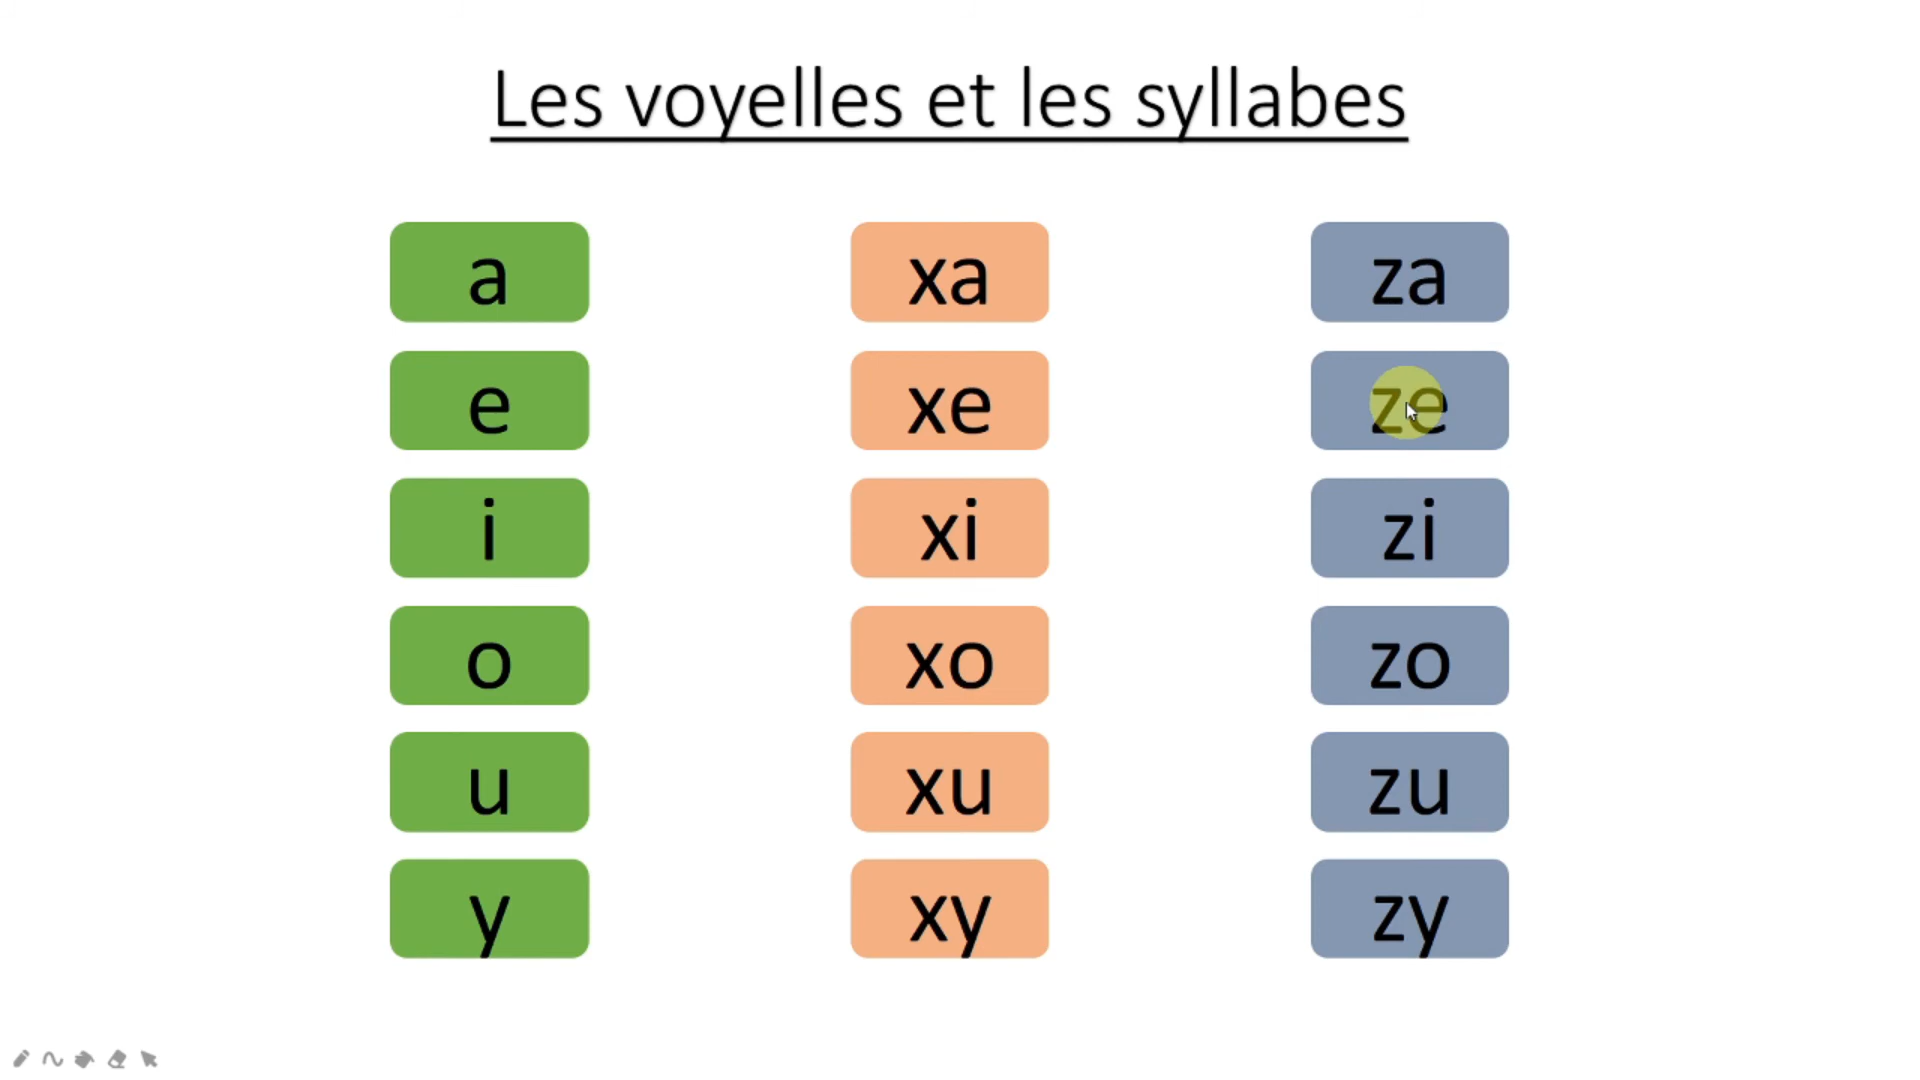 Les voyelles et les syllabes
a xa za
e xe ze
i xi zi
o xo zo
u xu zu
y xy zy